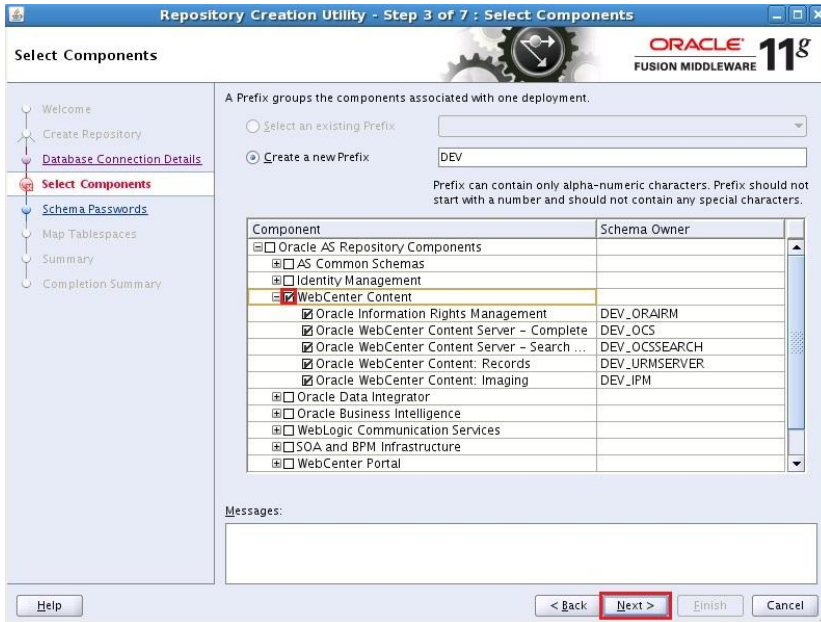 Repository Creation Utility - Step 3 of 7 : Select Components
Select Components
ORACLE
FUSION MIDDLEWARE
11g
Welcome
Create Repository
Database Connection Details
Select Components
Schema Passwords
Map Tablespaces
Summary
Completion Summary
A Prefix groups the components associated with one deployment.
Select an existing Prefix
Create a new Prefix
DEV
Prefix can contain only alpha-numeric characters. Prefix should not
start with a number and should not contain any special characters.
Component Schema Owner
Oracle AS Repository Components
AS Common Schemas
Identity Management
WebCenter Content
Oracle Information Rights Management DEV_ORAIRM
Oracle WebCenter Content Server - Complete DEV_OCS
Oracle WebCenter Content Server - Search ... DEV_OCSSEARCH
Oracle WebCenter Content: Records DEV_URMSERVER
Oracle WebCenter Content: Imaging DEV_IPM
Oracle Data Integrator
Oracle Business Intelligence
WebLogic Communication Services
SOA and BPM Infrastructure
WebCenter Portal
Messages:
Help < Back Next > Finish Cancel